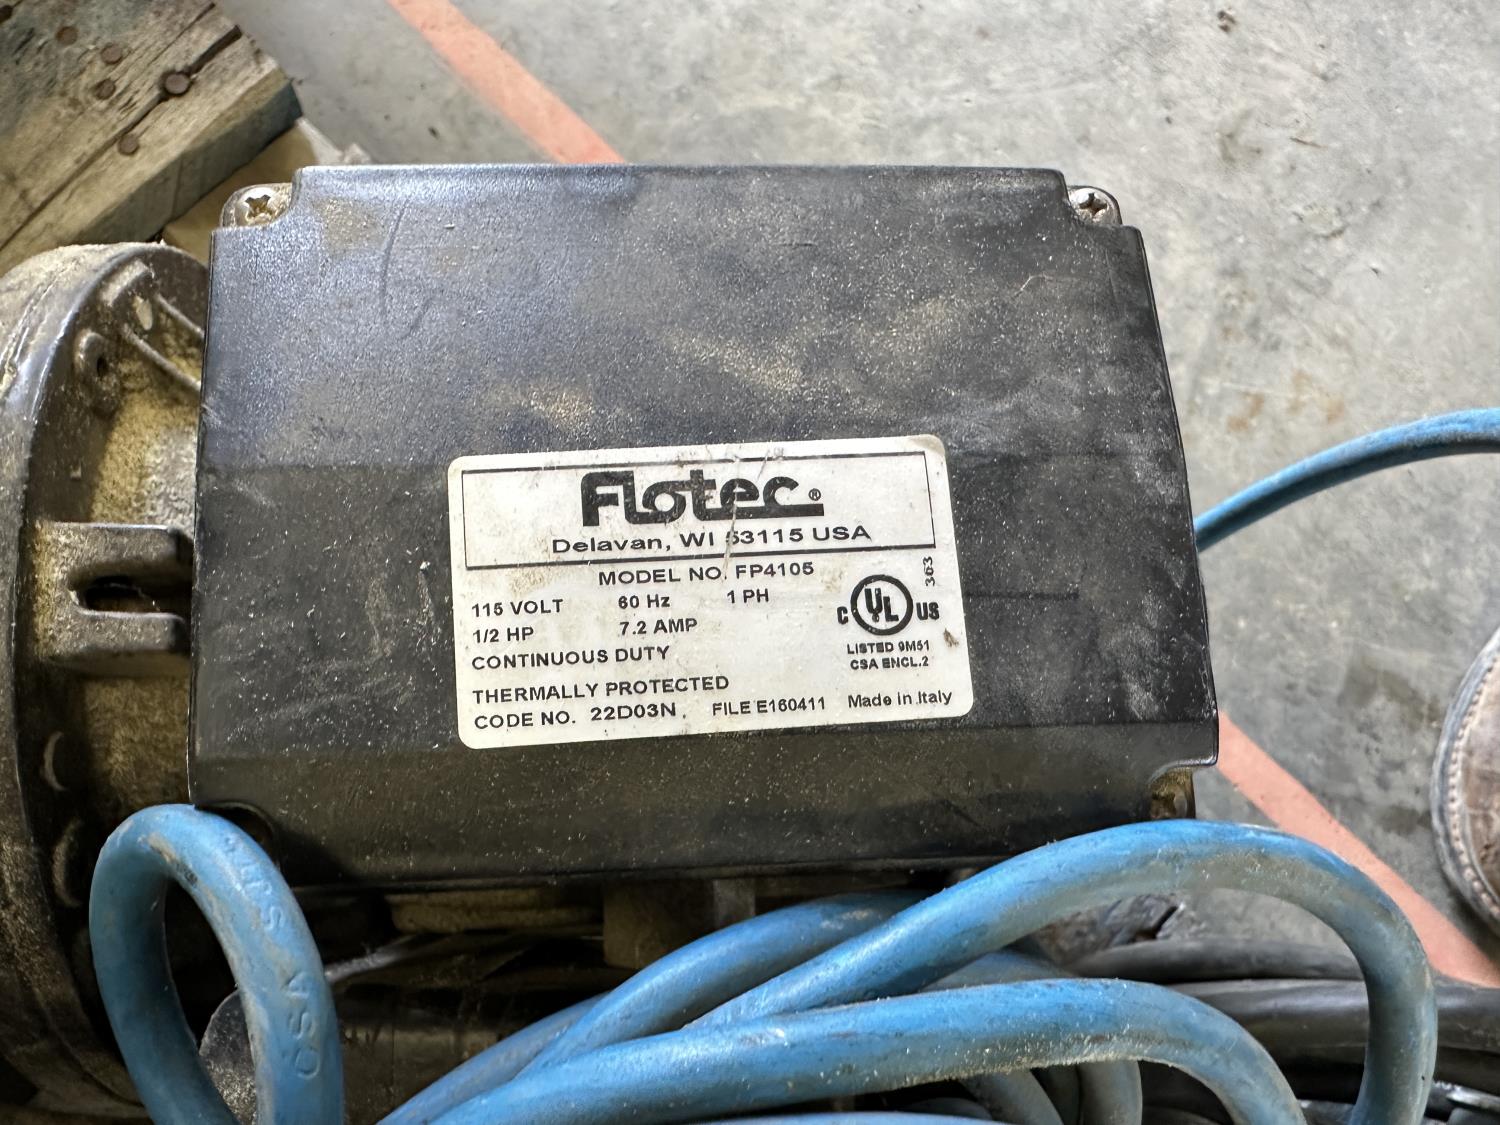 Flotec®
Delavan, WI 53115 USA
MODEL NO. FP4105
115 VOLT 60 Hz 1 PH
1/2 HP 7.2 AMP
CONTINUOUS DUTY
THERMALLY PROTECTED
CODE NO. 22D03N FILE E160411 Made in Italy
363
C UL US
LISTED 9M51
CSA ENCL.2
CSA